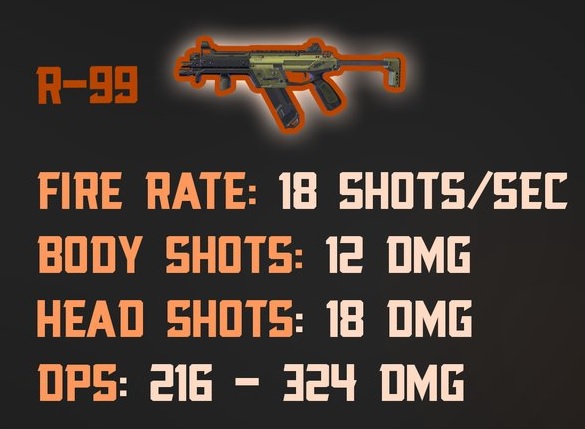 R-99
FIRE RATE: 18 SHOTS/SEC
BODY SHOTS: 12 DMG
HEAD SHOTS: 18 DMG
DPS: 216 - 324 DMG